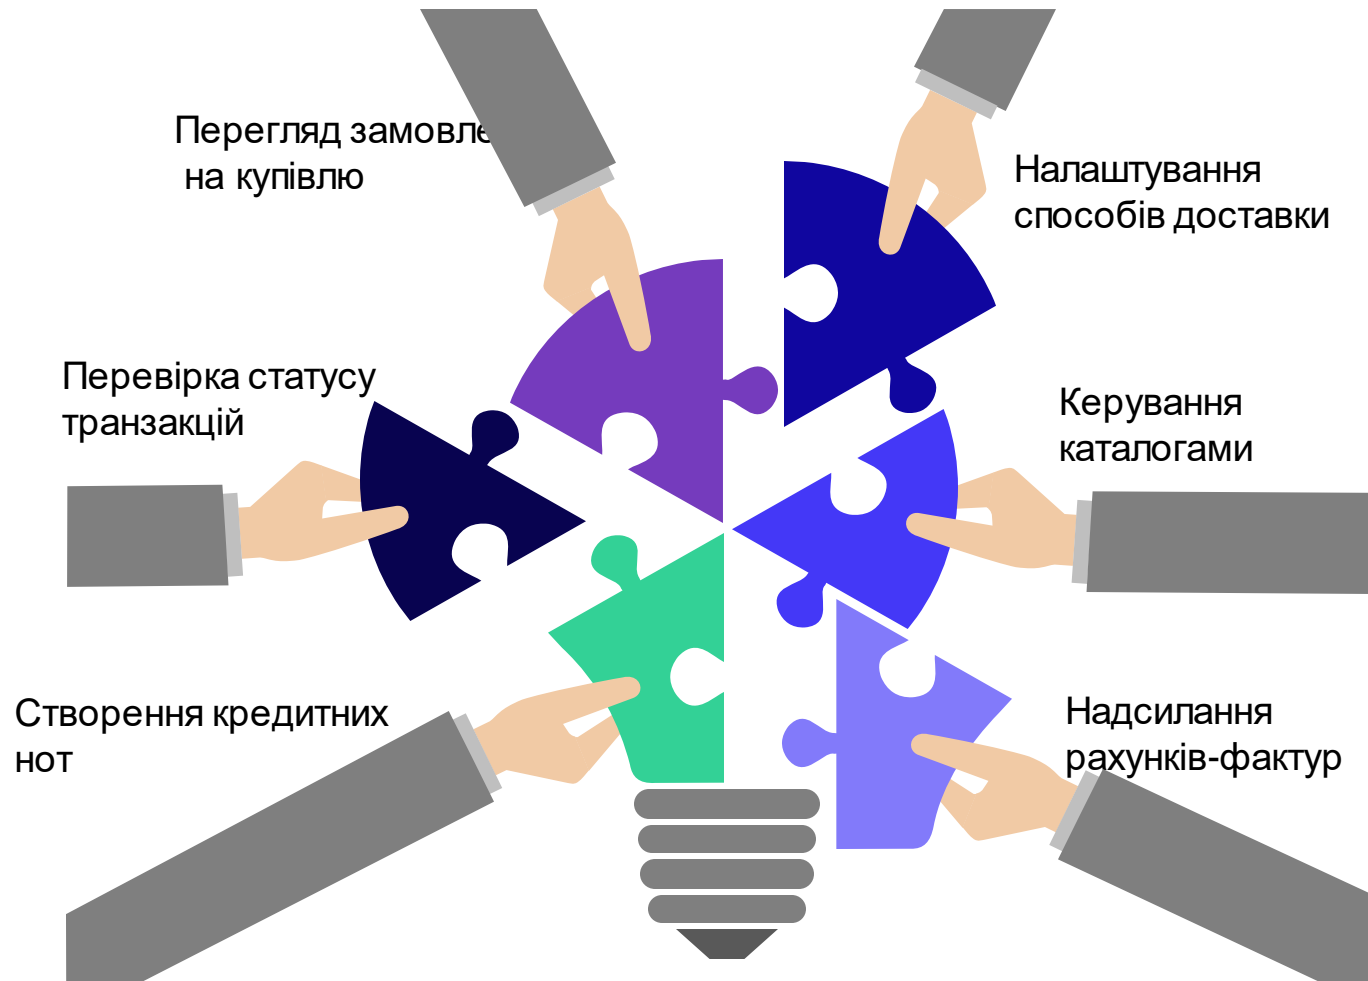 Перегляд замовле
на купівлю
Налаштування
способів доставки
Перевірка статусу
транзакцій
Керування
каталогами
Створення кредитних
нот
Надсилання
рахунків-фактур